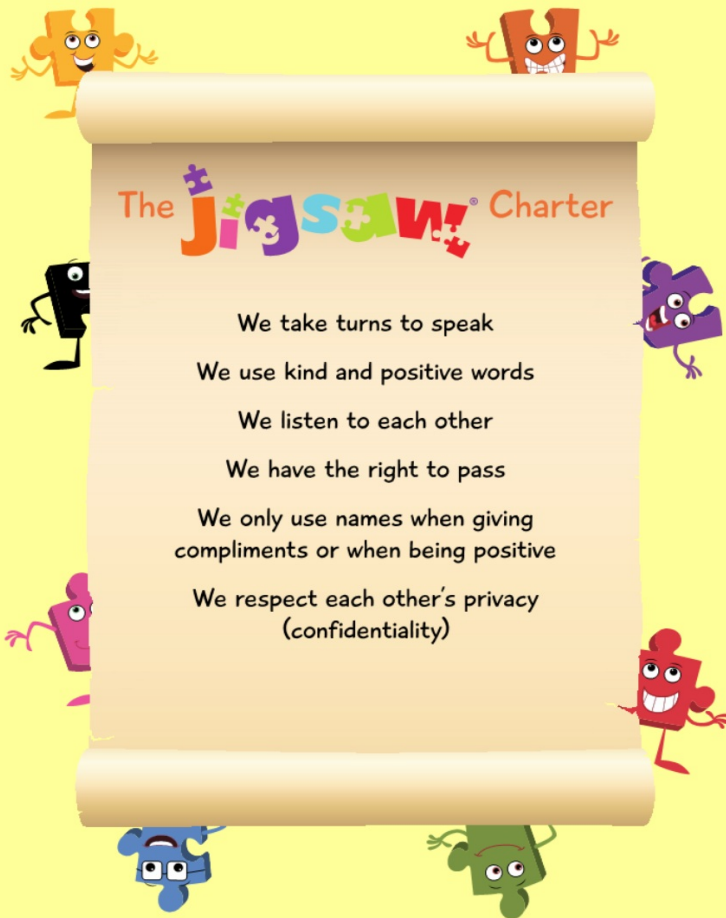 The Jigsaw® Charter
We take turns to speak
We use kind and positive words
We listen to each other
We have the right to pass
We only use names when giving
compliments or when being positive
We respect each other's privacy
(confidentiality)